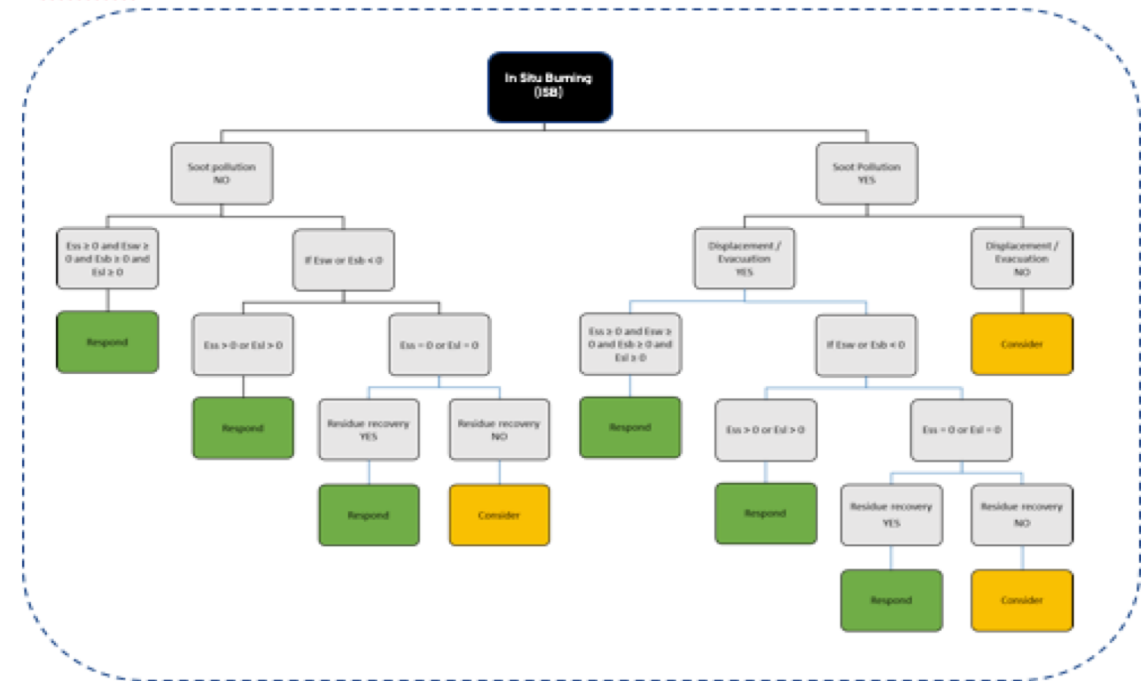 In Situ Burning
(ISB)
Soot pollution
NO
Soot Pollution
YES
Ess ≥ 0 and Esw ≥
0 and Esb ≥ 0 and
Esl ≥ 0
If Esw or Esb < 0
Displacement /
Evacuation
YES
Displacement /
Evacuation
NO
Respond
Ess > 0 or Esl > 0
Ess = 0 or Esl = 0
Ess ≥ 0 and Esw ≥
0 and Esb ≥ 0 and
Esl ≥ 0
If Esw or Esb < 0
Consider
Respond
Residue recovery
YES
Residue recovery
NO
Respond
Ess > 0 or Esl > 0
Ess = 0 or Esl = 0
Respond
Consider
Respond
Residue recovery
YES
Residue recovery
NO
Respond
Consider